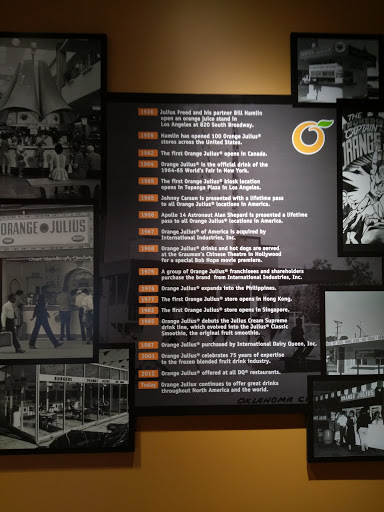 1926 Julius Freed and his partner Bill Hamlin
open an orange juice stand in
Los Angeles at 820 South Broadway.
1929 Hamlin has opened 100 Orange Julius®
stores across the United States.
1962 The first Orange Julius® opens in Canada.
1964 Orange Julius® is the official drink of the
1964-65 World's Fair in New York.
The first Orange Julius® kiosk location
opens in Topanga Plaza in Los Angeles.
Johnny Carson is presented with a lifetime
pass to all Orange Julius® locations in America.
Apollo 14 Astronaut Alan Shepard is presented a lifetime
pass to all Orange Julius® locations in America.
1967 Orange Julius® of America is acquired by
International Industries, Inc.
1968 Orange Julius® drinks and hot dogs are served
at the Grauman's Chinese Theatre in Hollywood
for a special Bob Hope movie premiere.
A group of Orange Julius® franchisees and shareholders
purchase the brand from International Industries, Inc.
Orange Julius® expands into the Philippines.
1977 The first Orange Julius® store opens in Hong Kong.
1982 The first Orange Julius® store opens in Singapore.
Orange Julius® debuts the Julius Cream Supreme
drink line, which evolved into the Julius® Classic
Smoothie, the original fruit smoothie.
1987 Orange Julius® purchased by International Dairy Queen, Inc.
2001 Orange Julius® celebrates 75 years of expertise
to the frozen blended fruit drink industry.
2012 Orange Julius® offered at all DQ® restaurants.
Today Orange Julius® continues to offer great drinks
throughout North America and the world.
ORANGE JULIUS
OKLAHOMA
CAPTAIN
ORANGE